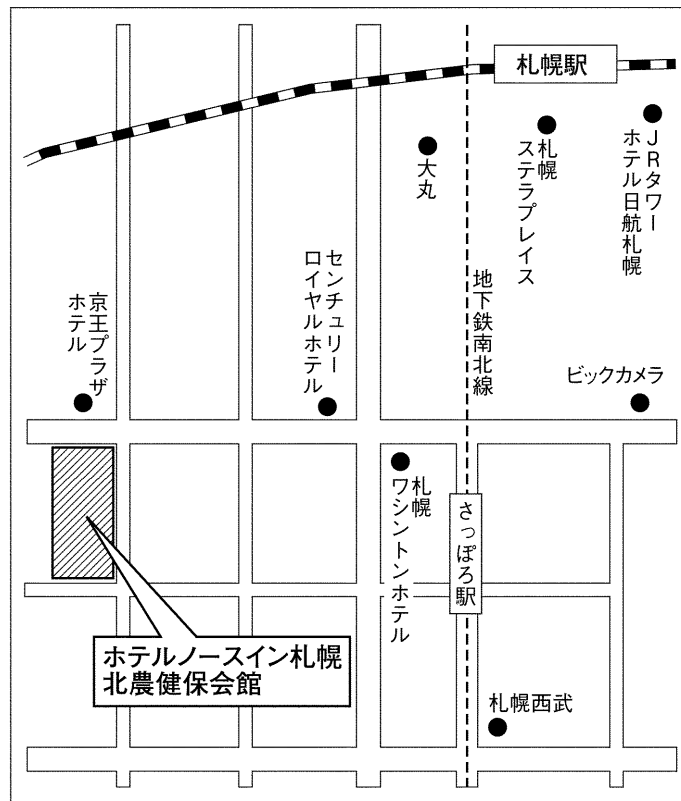 札幌駅
JRタワー
ホテル日航札幌
札幌
ステラプレイス
大丸
地下鉄南北線
センチュリー
ロイヤルホテル
京王プラザ
ホテル
ビックカメラ
札幌
ワシントンホテル
さっぽろ駅
ホテルノースイン札幌
北農健保会館
札幌西武